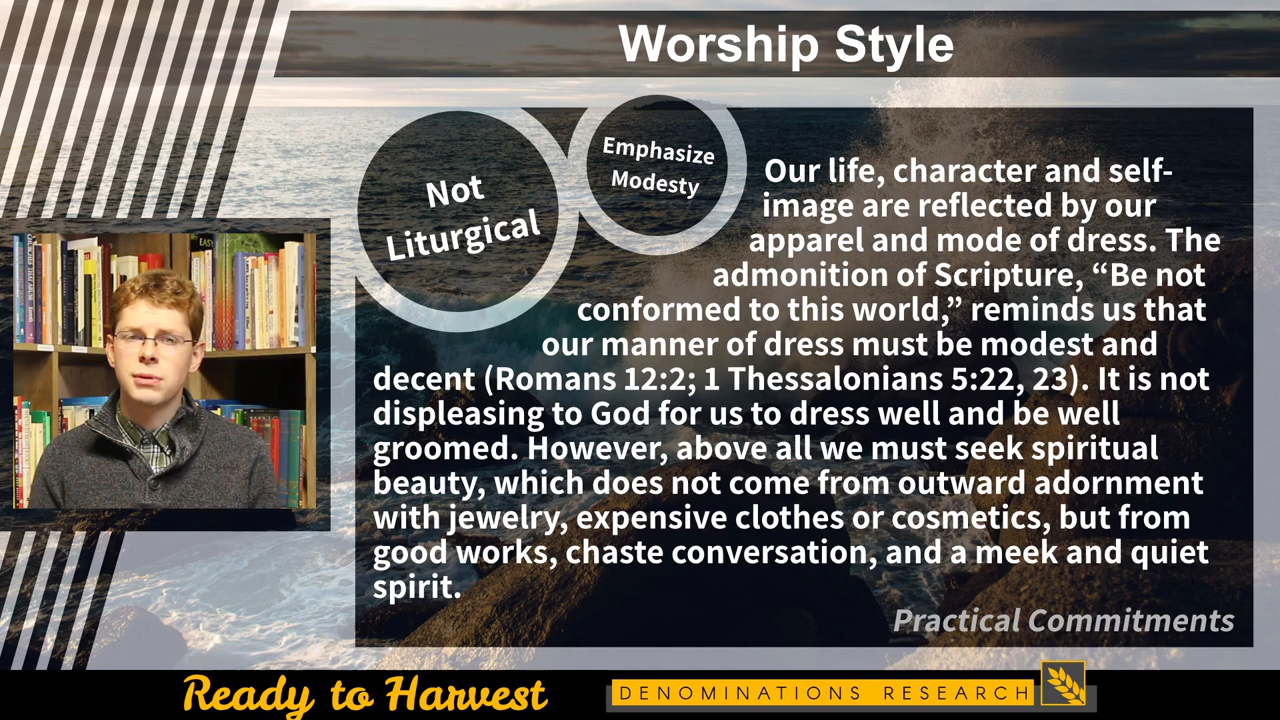 Worship Style
Not
Liturgical
Emphasize
Modesty
Our life, character and self-
image are reflected by our
apparel and mode of dress. The
admonition of Scripture, “Be not
conformed to this world,” reminds us that
our manner of dress must be modest and
decent (Romans 12:2; 1 Thessalonians 5:22, 23). It is not
displeasing to God for us to dress well and be well
groomed. However, above all we must seek spiritual
beauty, which does not come from outward adornment
with jewelry, expensive clothes or cosmetics, but from
good works, chaste conversation, and a meek and quiet
spirit.
Practical Commitments
Ready to Harvest
DENOMINATIONS RESEARCH